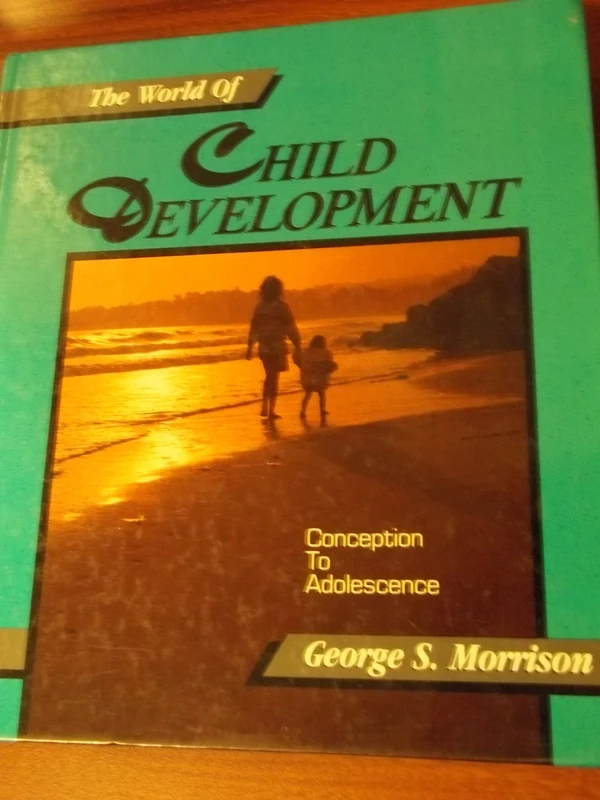 The World Of
CHILD
DEVELOPMENT
Conception
To
Adolescence
George S. Morrison